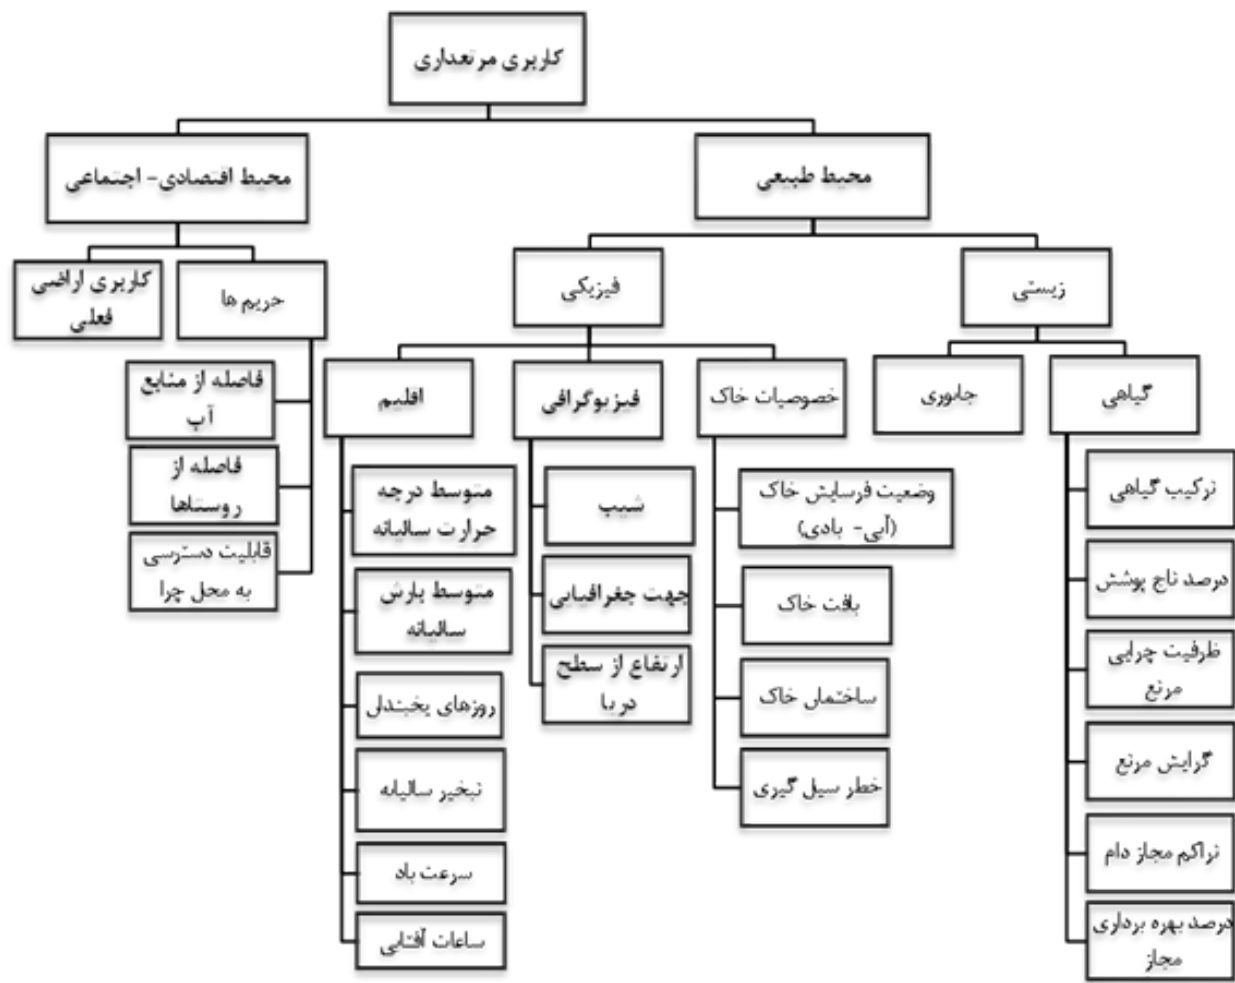 کاربری مرتعداری
محیط طبیعی
محیط اقتصادی- اجتماعی
زیستی
فیزیکی
حریم ها
کاربری اراضی
فعلی
گیاهی
جانوری
خصوصیات خاک
فیزیوگرافی
اقلیم
ترکیب گیاهی
درصد تاج پوشش
ظرفیت چرایی
مرتع
گرایش مرتع
تراکم مجاز دام
درصد بهره برداری
مجاز
وضعیت فرسایش خاک
(آبی- بادی)
بافت خاک
ساختمان خاک
خطر سیل گیری
شیب
جهت جغرافیایی
ارتفاع از سطح
دریا
متوسط درجه
حرارت سالیانه
متوسط بارش
سالیانه
روزهای یخبندان
تبخیر سالیانه
سرعت باد
ساعات آفتابی
فاصله از منابع
آب
فاصله از
روستاها
قابلیت دسترسی
به محل چرا